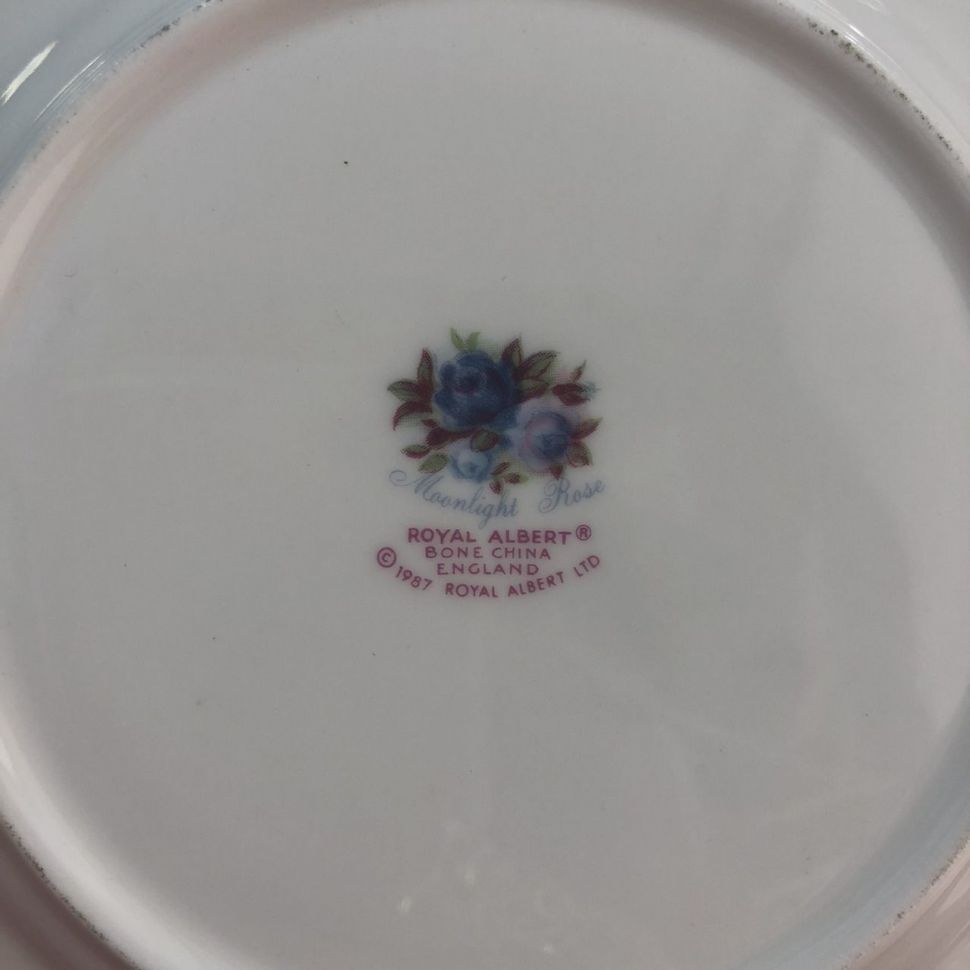 Moonlight Rose
ROYAL ALBERT®
BONE CHINA
ENGLAND
© 1987 ROYAL ALBERT LTD